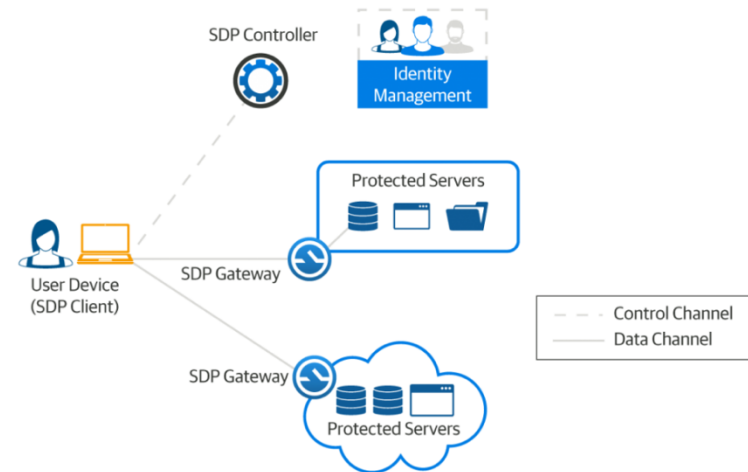 SDP Controller
Identity
Management
Protected Servers
SDP Gateway
User Device
(SDP Client)
Control Channel
Data Channel
SDP Gateway
Protected Servers